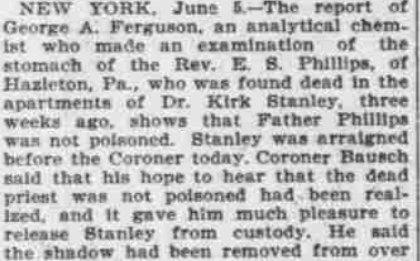 NEW YORK, June 5.—The report of
George A. Ferguson, an analytical chem-
ist who made an examination of the
stomach of the Rev. E. S. Phillips, of
Hazleton, Pa., who was found dead in the
apartments of Dr. Kirk Stanley, three
weeks ago, shows that Father Phillips
was not poisoned. Stanley was arraigned
before the Coroner today. Coroner Bausch
said that his hope to hear that the dead
priest was not poisoned had been real-
ized, and it gave him much pleasure to
release Stanley from custody. He said
the shadow had been removed from over